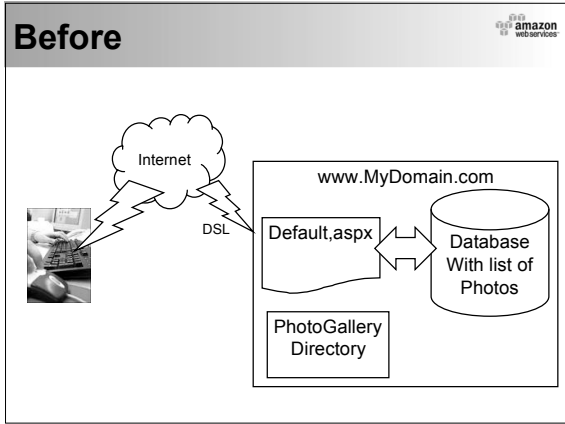 Before
amazon
webservices
Internet
DSL
www.MyDomain.com
Default,aspx
Database
With list of
Photos
PhotoGallery
Directory